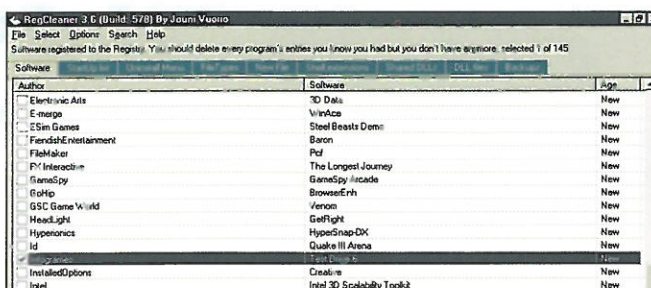 RegCleaner 3.6 (Build: 578) By Jouni Vuorio
File Select Options Search Help
Software registered to the Registry. You should delete every program's entries you know you had but you don't have anymore. selected 1 of 145
Software
Author Software Age
Electronic Arts 3D Data New
E-merge WinAce New
ESim Games Steel Beasts Demo New
FiendishEntertainment Baron New
FileMaker Pcf New
FX Interactive The Longest Journey New
GameSpy GameSpy Arcade New
GoHip BrowserEnh New
GSC Game World Venom New
HeadLight GetRight New
Hyperionics HyperSnap-DX New
Id Quake III Arena New
Infogrames Test Drive 6 New
InstalledOptions Creative New
Intel Intel 3D Scalability Toolkit New